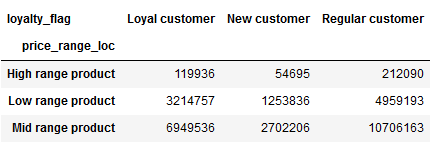 loyalty_flag Loyal customer New customer Regular customer
price_range_loc
High range product 119936 54695 212090
Low range product 3214757 1253836 4959193
Mid range product 6949536 2702206 10706163